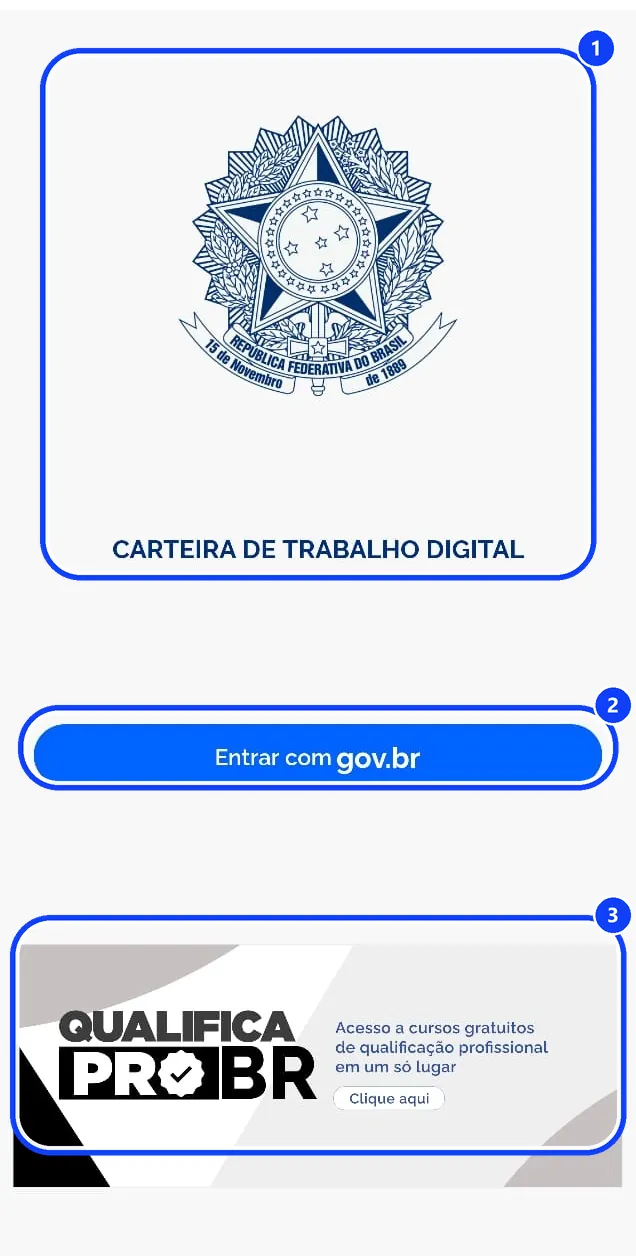 1
REPÚBLICA FEDERATIVA DO BRASIL
15 de Novembro
de 1889
CARTEIRA DE TRABALHO DIGITAL
2
Entrar com gov.br
3
QUALIFICA
PRO BR
Acesso a cursos gratuitos
de qualificação profissional
em um só lugar
Clique aqui